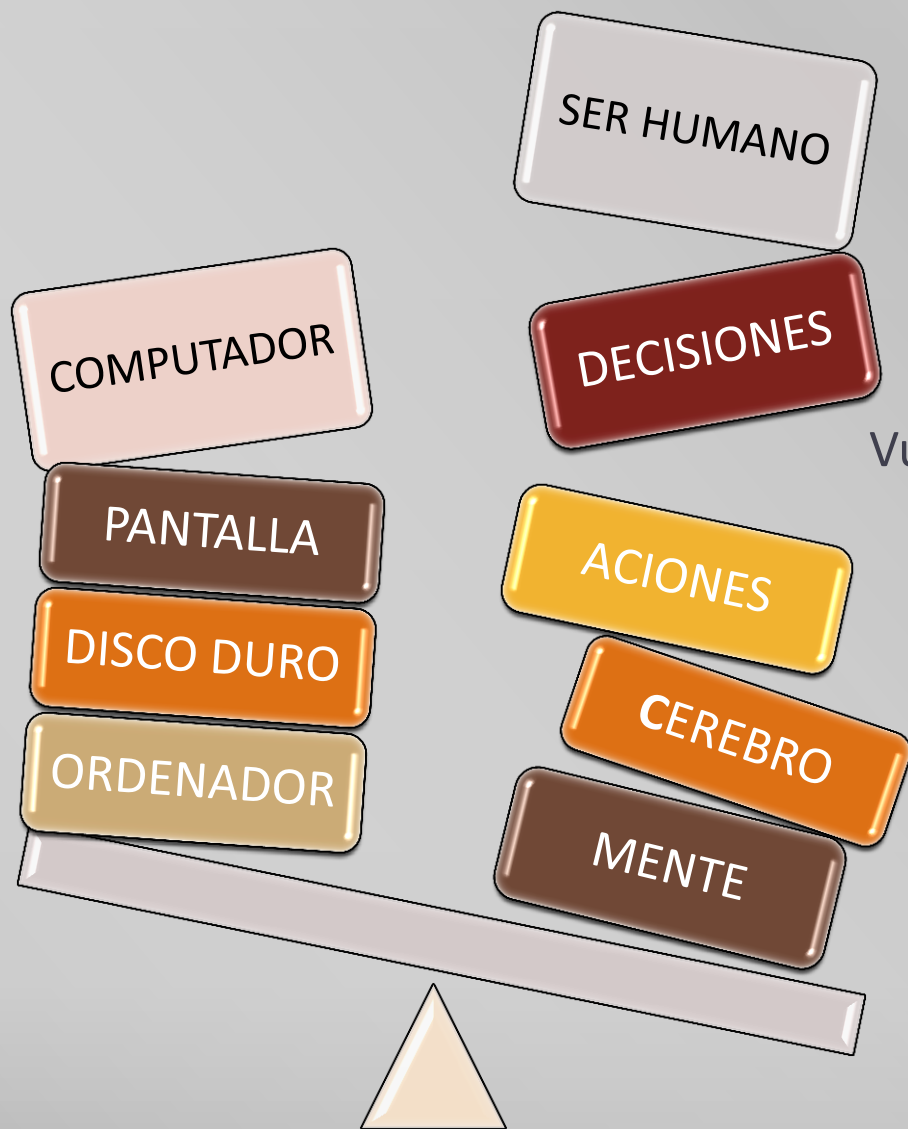 COMPUTADOR
PANTALLA
DISCO DURO
ORDENADOR
SER HUMANO
DECISIONES
ACIONES
CEREBRO
MENTE